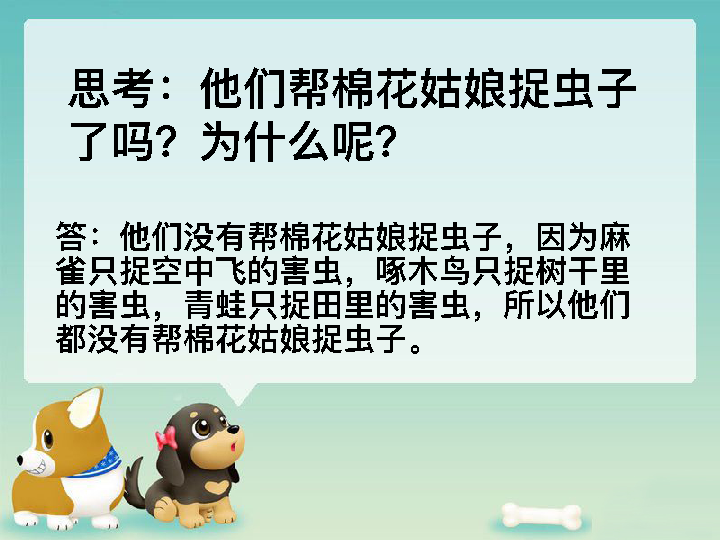 思考：他们帮棉花姑娘捉虫子
了吗？为什么呢？
答：他们没有帮棉花姑娘捉虫子，因为麻
雀只捉空中飞的害虫，啄木鸟只捉树干里
的害虫，青蛙只捉田里的害虫，所以他们
都没有帮棉花姑娘捉虫子。